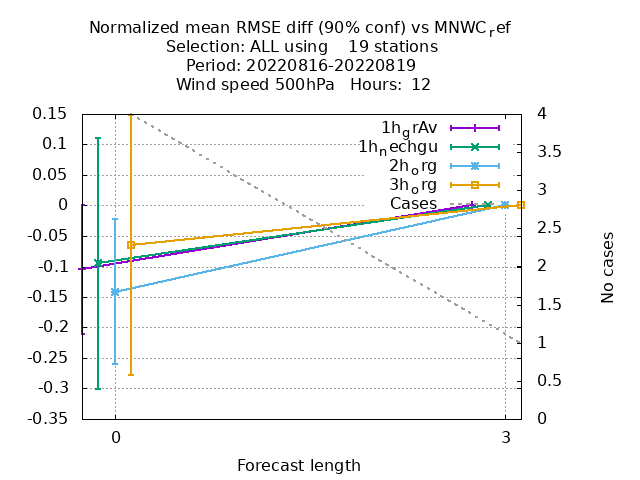 Normalized mean RMSE diff (90% conf) vs MNWC_ref
Selection: ALL using    19 stations
Period: 20220816-20220819
Wind speed 500hPa   Hours:  12
0.15
0.1
0.05
0
-0.05
-0.1
-0.15
-0.2
-0.25
-0.3
-0.35
4
3.5
3
2.5
2
1.5
1
0.5
0
1h_grAv
1h_nechgu
2h_org
3h_org
Cases
No cases
0
3
Forecast length